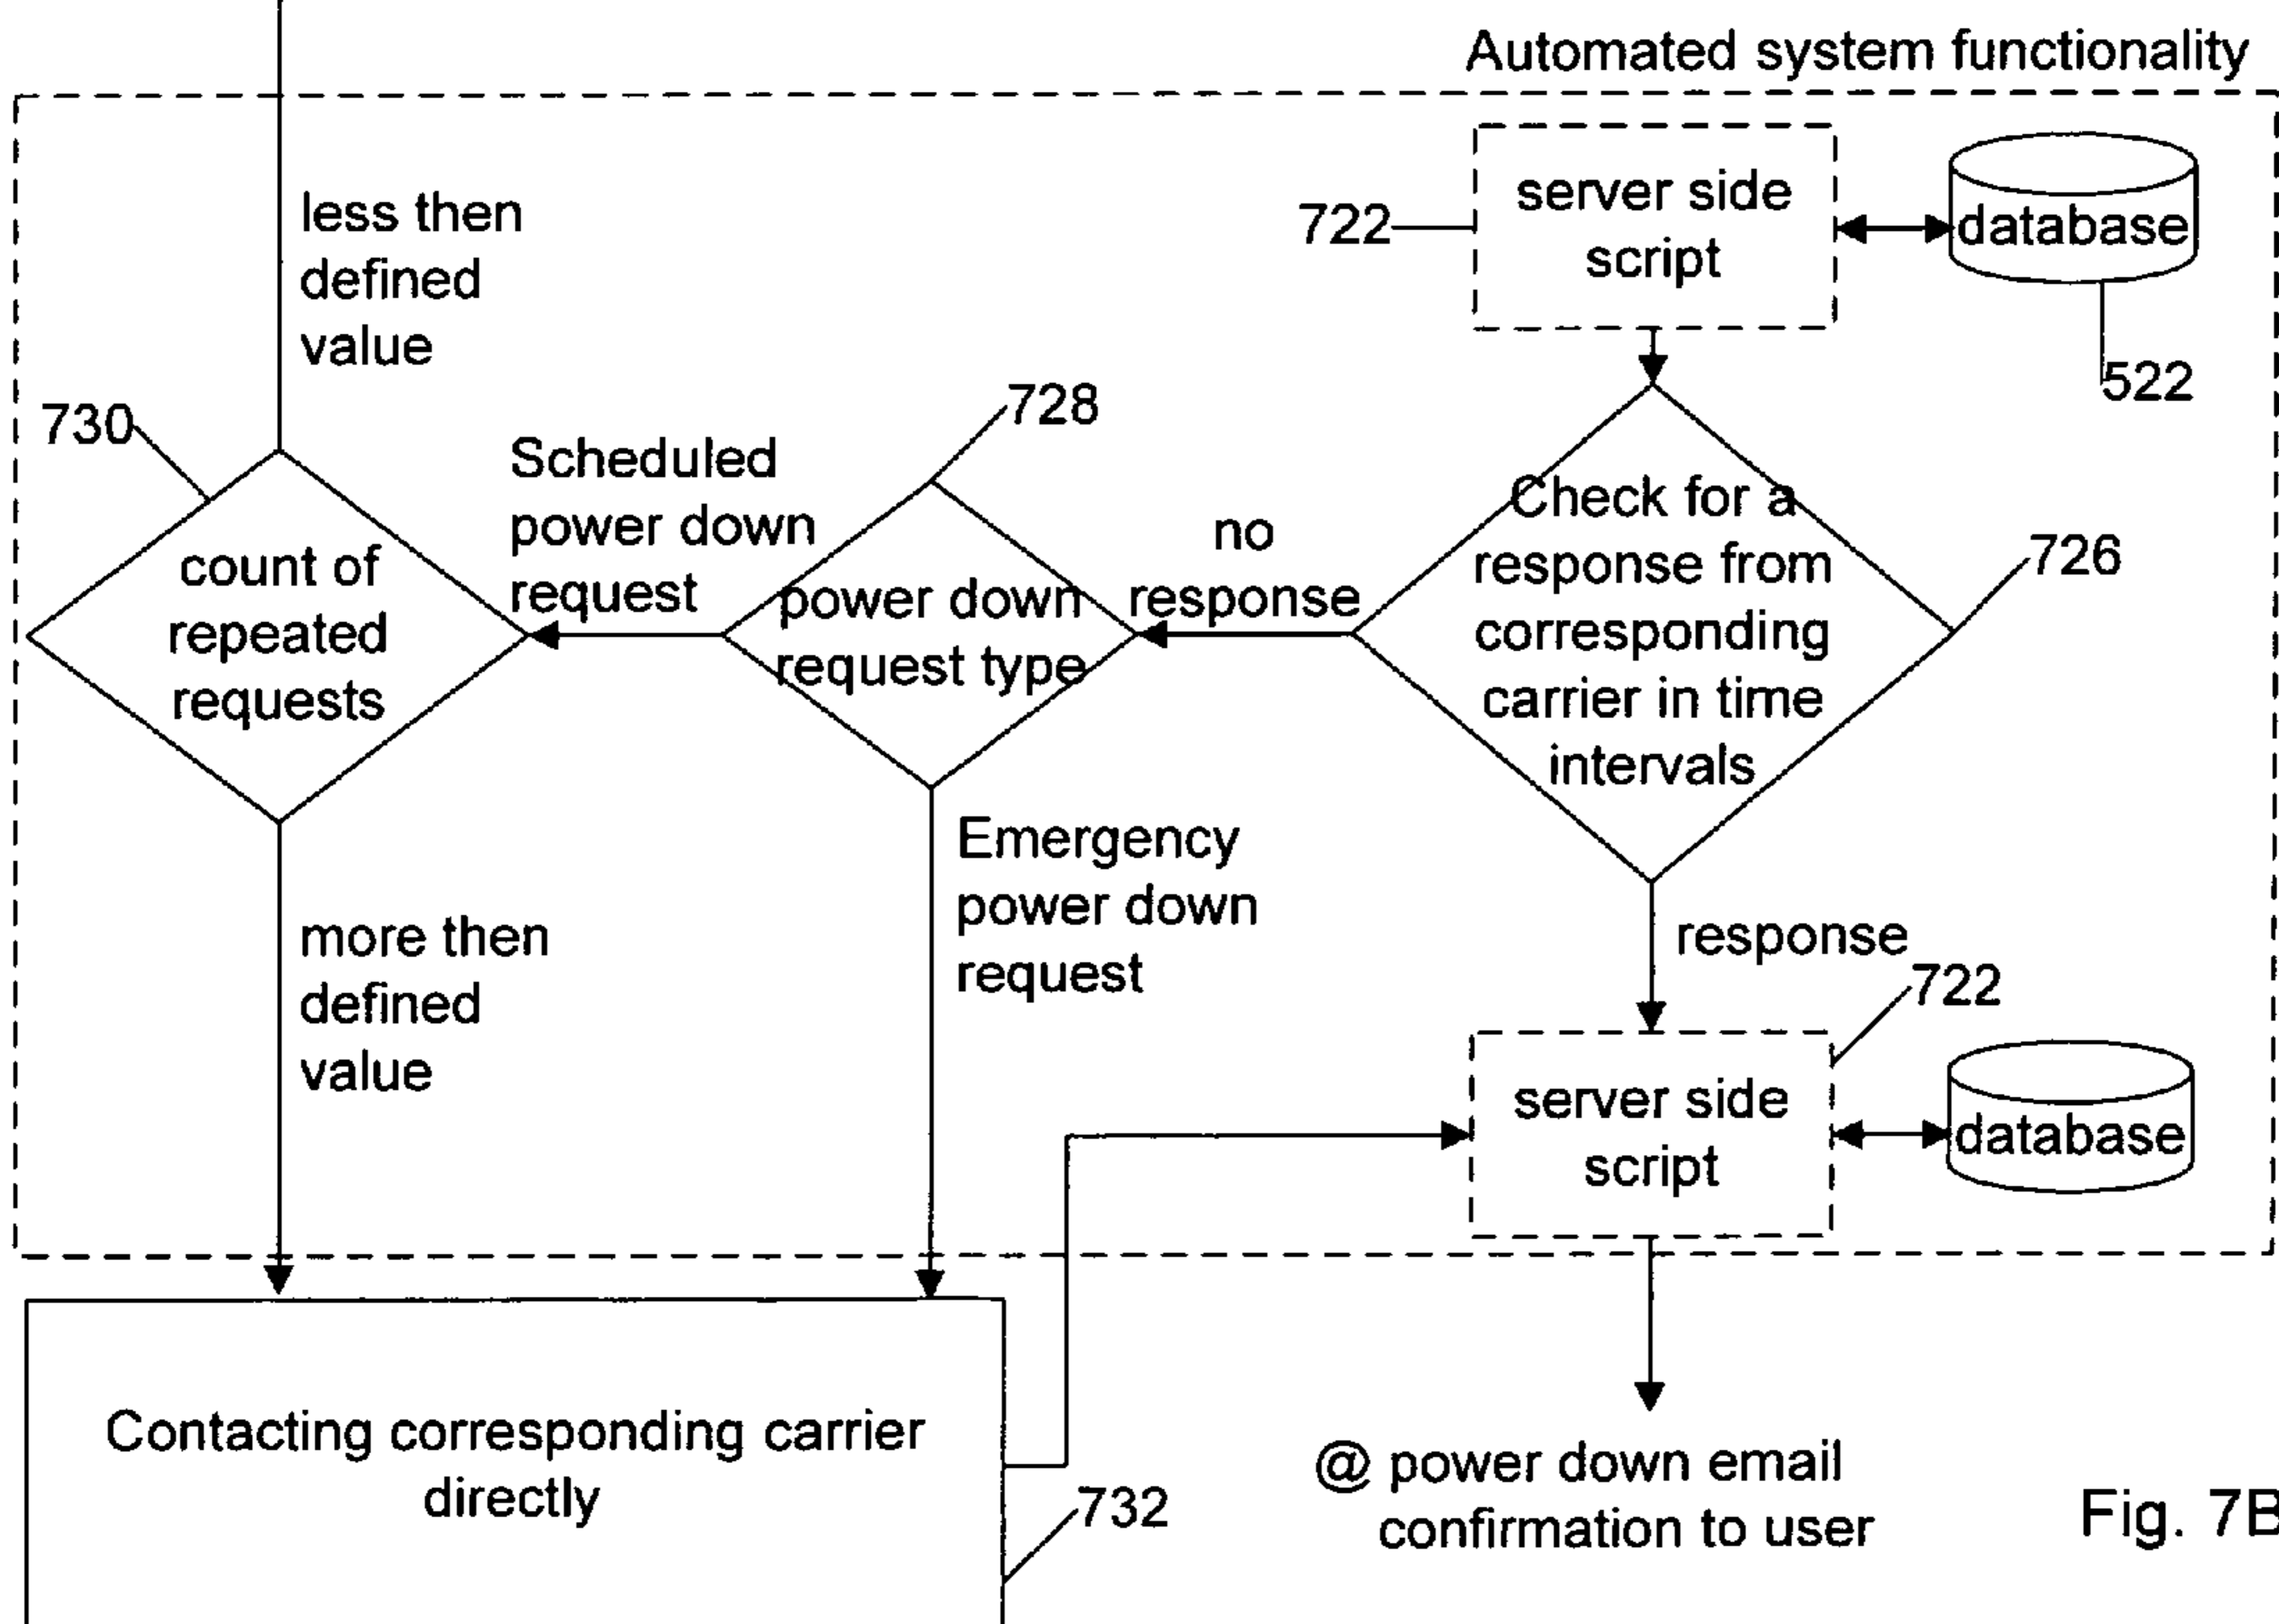 Automated system functionality
less then
defined
value
722
server side
script
database
522
730
728
Scheduled
power down
request
no
response
Check for a
response from
corresponding
carrier in time
intervals
726
count of
repeated
requests
power down
request type
Emergency
power down
request
more then
defined
value
response
722
server side
script
database
Contacting corresponding carrier
directly
732
@ power down email
confirmation to user
Fig. 7B